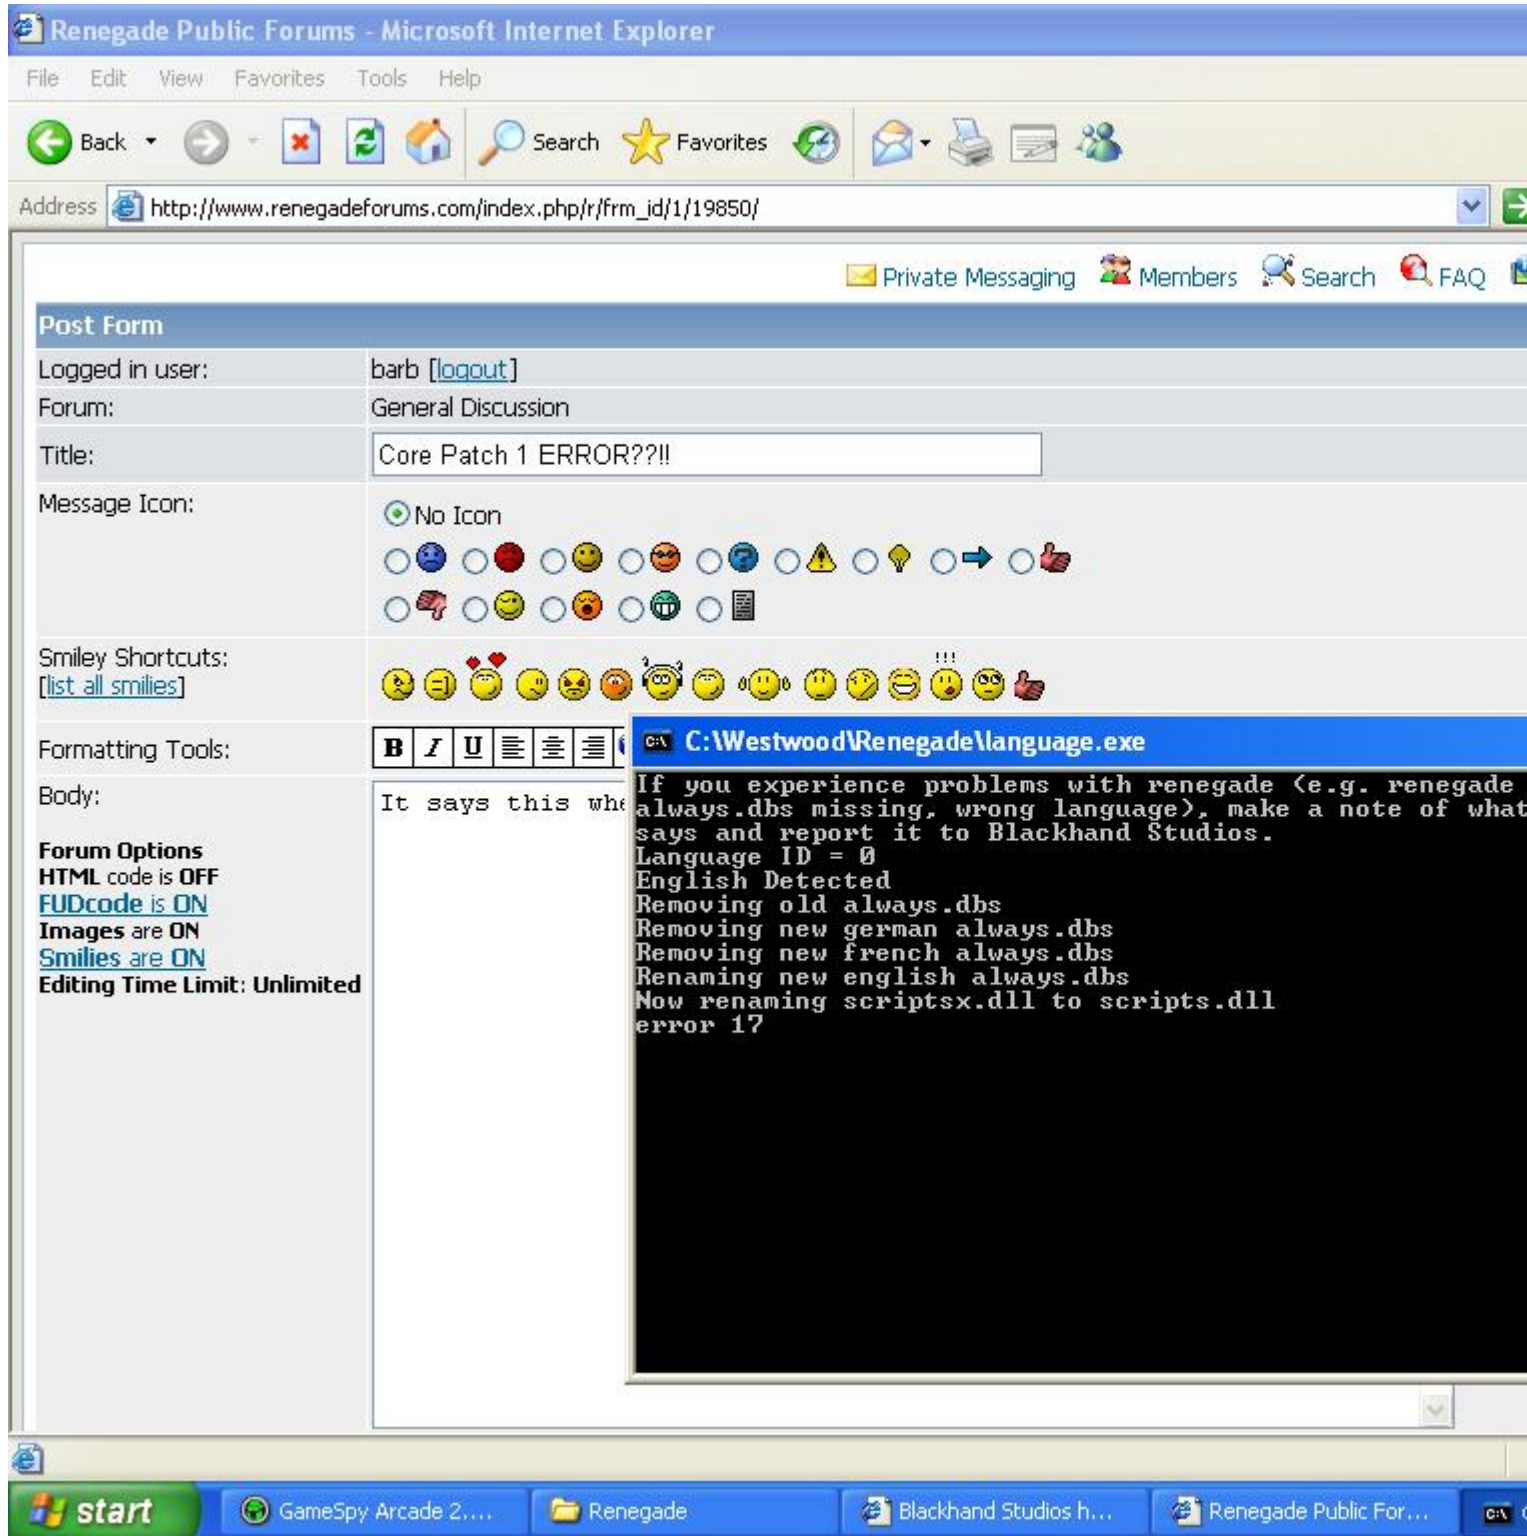 Renegade Public Forums - Microsoft Internet Explorer
File Edit View Favorites Tools Help
Back Search Favorites
Address http://www.renegadeforums.com/index.php/r/frm_id/1/19850/
Private Messaging Members Search FAQ
Post Form
Logged in user: barb [logout]
Forum: General Discussion
Title: Core Patch 1 ERROR??!!
Message Icon: No Icon
Smiley Shortcuts:
[list all smilies]
!!!
Formatting Tools: B I U
Body: It says this whe
Forum Options
HTML code is OFF
FUDcode is ON
Images are ON
Smilies are ON
Editing Time Limit: Unlimited
C:\Westwood\Renegade\language.exe
If you experience problems with renegade (e.g. renegade
always.dbs missing, wrong language), make a note of what
says and report it to Blackhand Studios.
Language ID = 0
English Detected
Removing old always.dbs
Removing new german always.dbs
Removing new french always.dbs
Renaming new english always.dbs
Now renaming scriptsx.dll to scripts.dll
error 17
start GameSpy Arcade 2.... Renegade Blackhand Studios h... Renegade Public For...